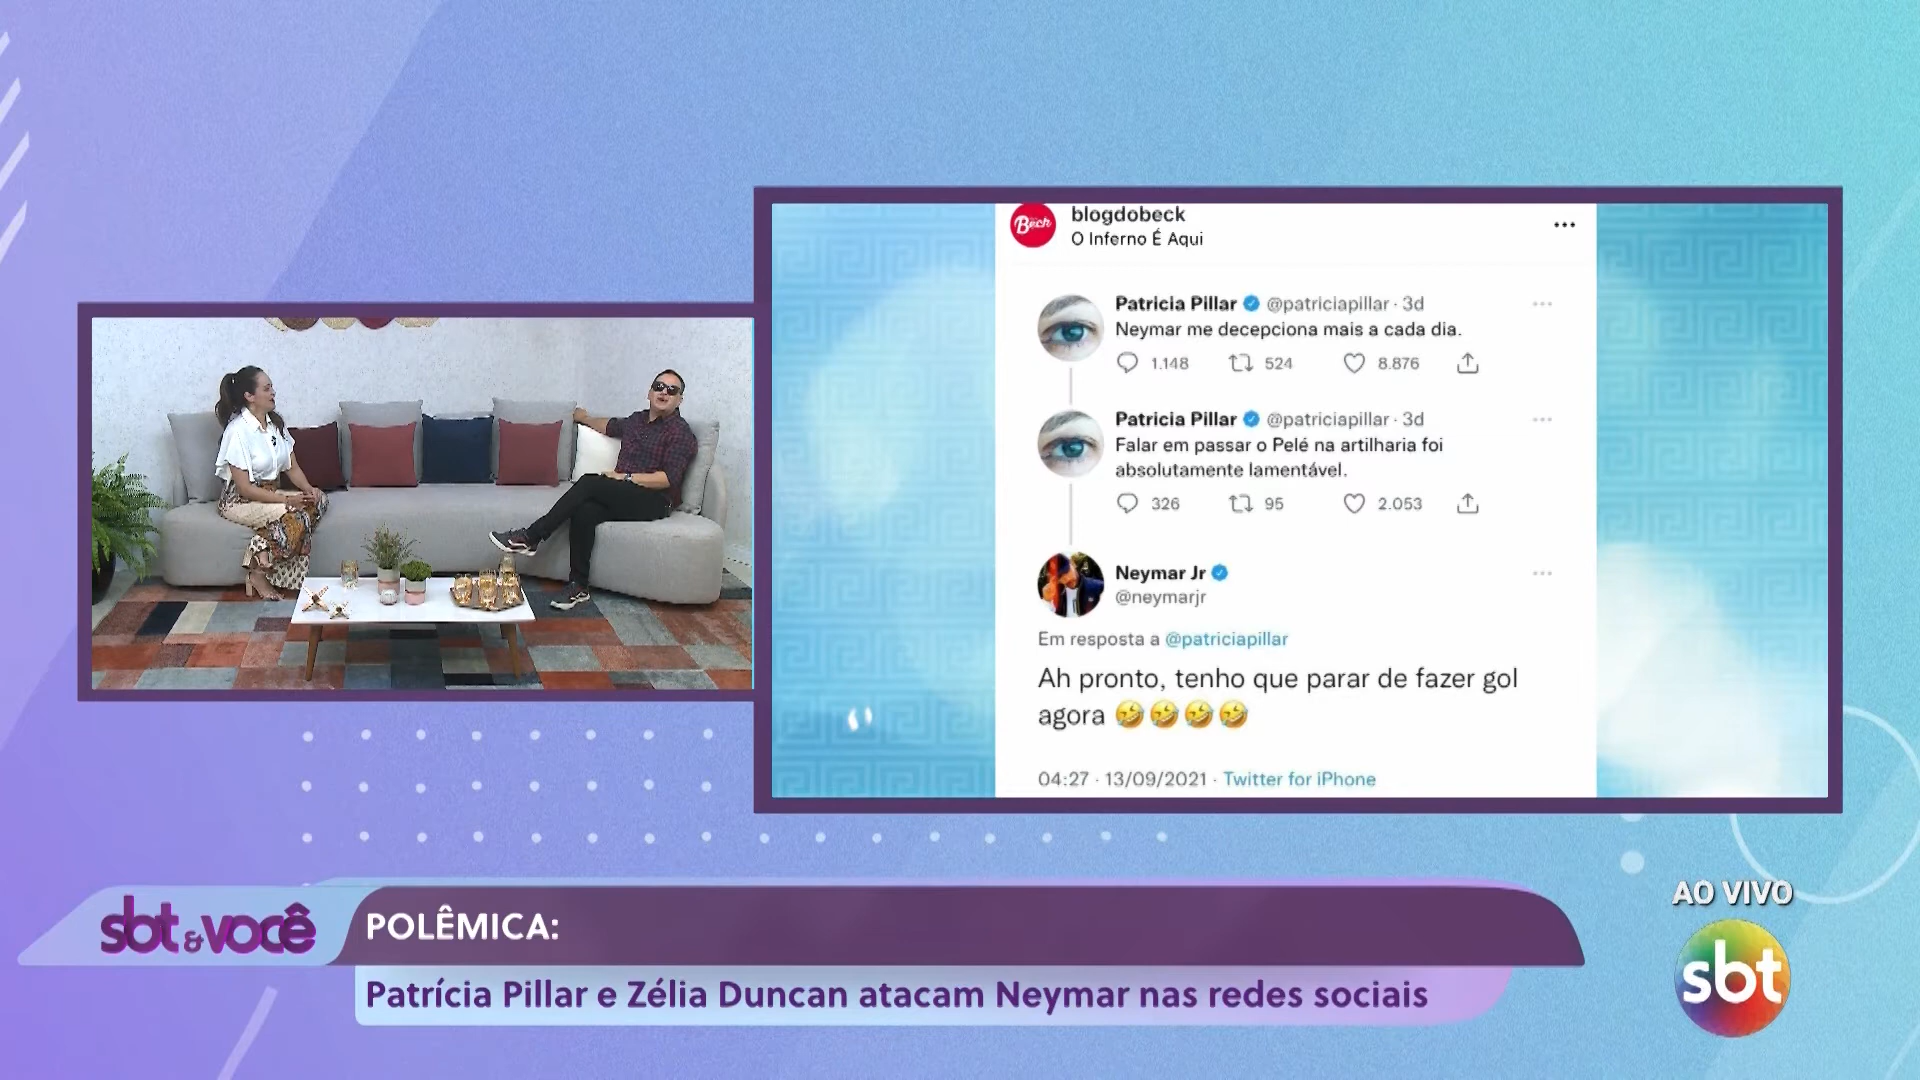 Beck
blogdobeck
O Inferno É Aqui
Patricia Pillar @patriciapillar · 3d
Neymar me decepciona mais a cada dia.
1.148 524 8.876
Patricia Pillar @patriciapillar · 3d
Falar em passar o Pelé na artilharia foi
absolutamente lamentável.
326 95 2.053
Neymar Jr
@neymarjr
Em resposta a @patriciapillar
Ah pronto, tenho que parar de fazer gol
agora 🤣🤣🤣🤣
04:27 · 13/09/2021 · Twitter for iPhone
sbt&você
POLÊMICA:
Patrícia Pillar e Zélia Duncan atacam Neymar nas redes sociais
AO VIVO
sbt